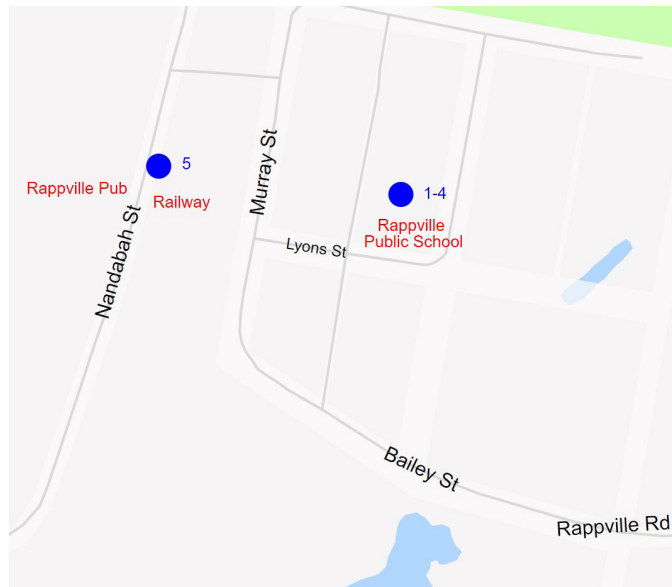 Murray St
5
Rappville Pub
Railway
1-4
Rappville
Public School
Nandabah St
Lyons St
Bailey St
Rappville Rd